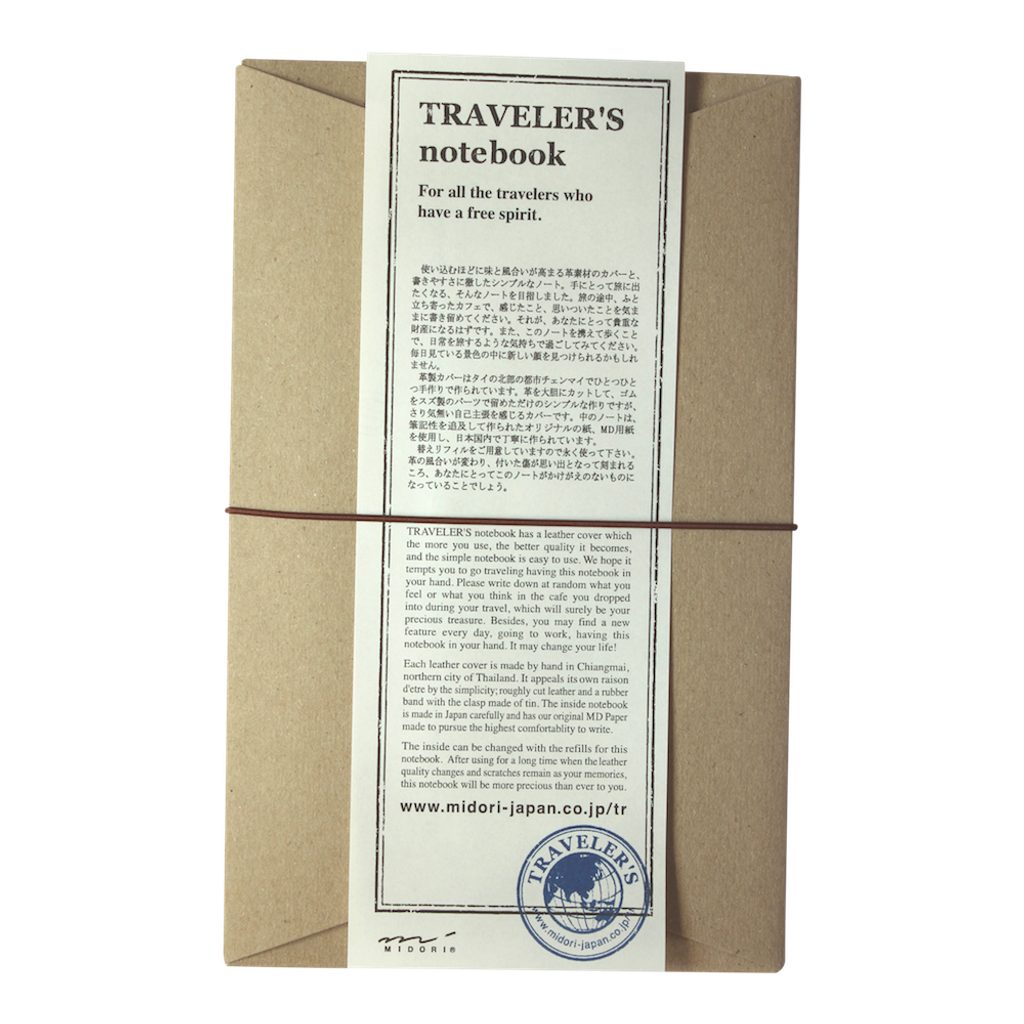 TRAVELER'S
notebook
For all the travelers who
have a free spirit.
使い込むほどに味と風合いが高まる革素材のカバーと、
書きやすさに徹したシンプルなノート。手にとって旅に出
たくなる、そんなノートを目指しました。旅の途中、ふと
立ち寄ったカフェで、感じたこと、思いついたことを気ま
まに書き留めてください。それが、あなたにとって貴重な
財産になるはずです。また、このノートを携えて歩くこと
で、日常を旅するような気持ちで過ごしてみてください。
毎日見ている景色の中に新しい顔を見つけられるかもしれ
ません。
革製カバーはタイの北部の都市チェンマイでひとつひと
つ手作りで作られています。革を大胆にカットして、ゴム
をスズ製のパーツで留めただけのシンプルな作りですが、
さり気無い自己主張を感じるカバーです。中のノートは、
筆記性を追及して作られたオリジナルの紙、MD用紙
を使用し、日本国内で丁寧に作られています。
替えリフィルをご用意していますので永く使って下さい。
革の風合いが変わり、付いた傷が思い出となって刻まれる
ころ、あなたにとってこのノートがかけがえのないものに
なっていることでしょう。
TRAVELER'S notebook has a leather cover which
the more you use, the better quality it becomes,
and the simple notebook is easy to use. We hope it
tempts you to go traveling having this notebook in
your hand. Please write down at random what you
feel or what you think in the cafe you dropped
into during your travel, which will surely be your
precious treasure. Besides, you may find a new
feature every day, going to work, having this
notebook in your hand. It may change your life!
Each leather cover is made by hand in Chiangmai,
northern city of Thailand. It appeals its own raison
d'etre by the simplicity; roughly cut leather and a rubber
band with the clasp made of tin. The inside notebook
is made in Japan carefully and has our original MD Paper
made to pursue the highest comfortablity to write.
The inside can be changed with the refills for this
notebook. After using for a long time when the leather
quality changes and scratches remain as your memories,
this notebook will be more precious than ever to you.
www.midori-japan.co.jp/tr
TRAVELER'S
www.midori-japan.co.jp/tr
MIDORI®